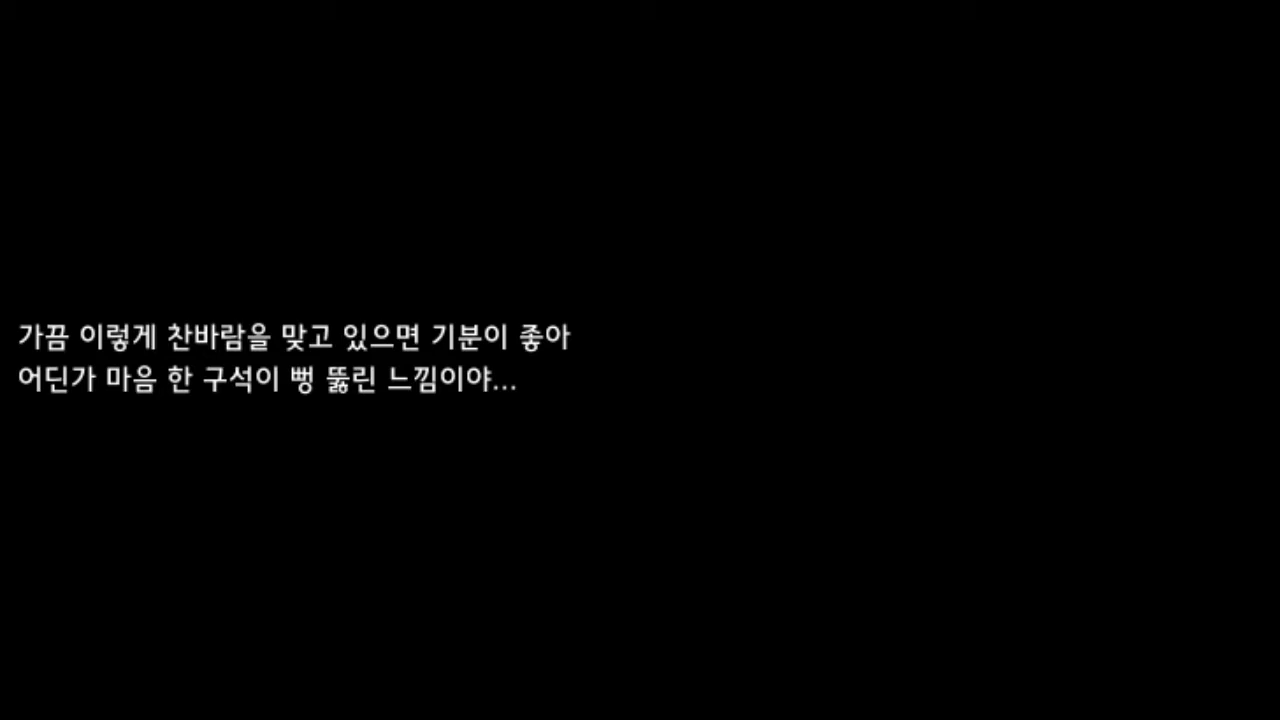 가끔 이렇게 찬바람을 맞고 있으면 기분이 좋아
어딘가 마음 한 구석이 뻥 뚫린 느낌이야...